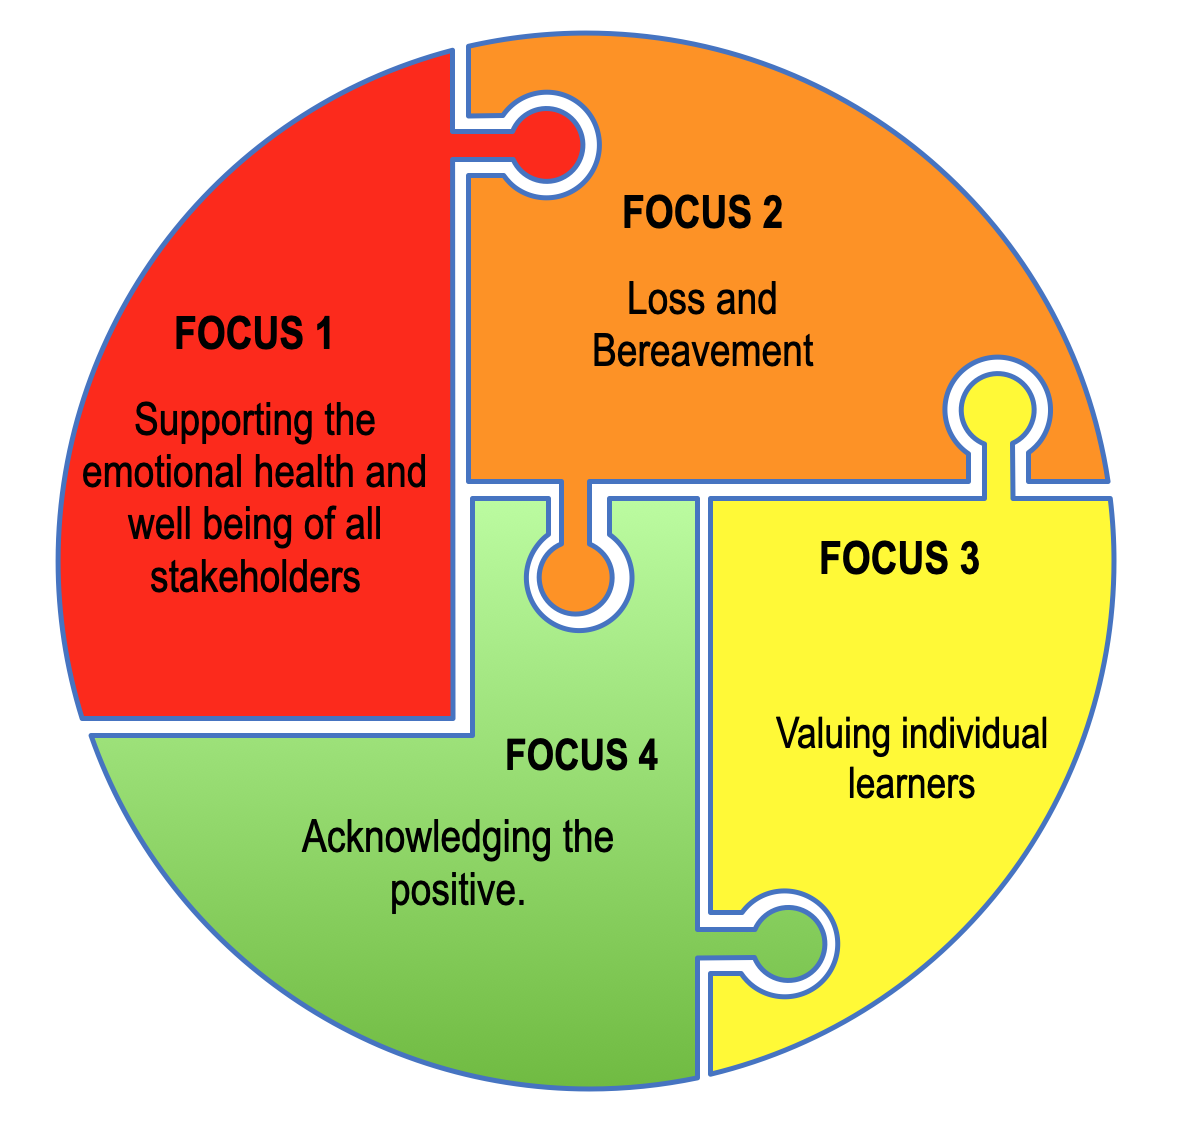 FOCUS 1
Supporting the
emotional health and
well being of all
stakeholders
FOCUS 2
Loss and
Bereavement
FOCUS 3
Valuing individual
learners
FOCUS 4
Acknowledging the
positive.